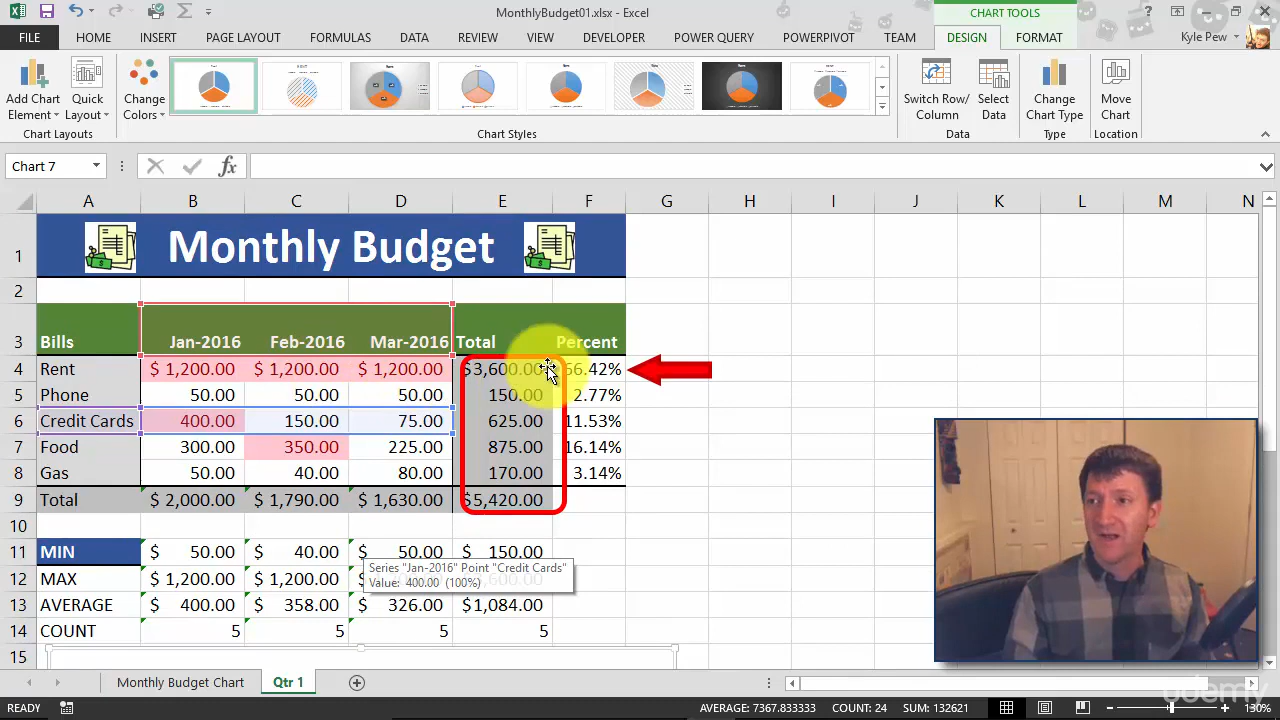 MonthlyBudget01.xlsx - Excel
CHART TOOLS
FILE HOME INSERT PAGE LAYOUT FORMULAS DATA REVIEW VIEW DEVELOPER POWER QUERY POWERPIVOT TEAM DESIGN FORMAT Kyle Pew
Add Chart Element Quick Layout Change Colors Switch Row/ Column Select Data Change Chart Type Move Chart
Chart Layouts Chart Styles Data Type Location
Chart 7 fx
A B C D E F G H I J K L M N
1 Monthly Budget
2
3 Bills Jan-2016 Feb-2016 Mar-2016 Total Percent
4 Rent $ 1,200.00 $ 1,200.00 $ 1,200.00 $3,600.00 66.42%
5 Phone 50.00 50.00 50.00 150.00 2.77%
6 Credit Cards 400.00 150.00 75.00 625.00 11.53%
7 Food 300.00 350.00 225.00 875.00 16.14%
8 Gas 50.00 40.00 80.00 170.00 3.14%
9 Total $ 2,000.00 $ 1,790.00 $ 1,630.00 $5,420.00
10
11 MIN $ 50.00 $ 40.00 $ 50.00 $ 150.00
Series "Jan-2016" Point "Credit Cards"
Value: 400.00 (100%)
12 MAX $ 1,200.00 $ 1,200.00
13 AVERAGE $ 400.00 $ 358.00 $ 326.00 $1,084.00
14 COUNT 5 5 5 5
15
Monthly Budget Chart Qtr 1
udemy
READY AVERAGE: 7367.833333 COUNT: 24 SUM: 132621 130%